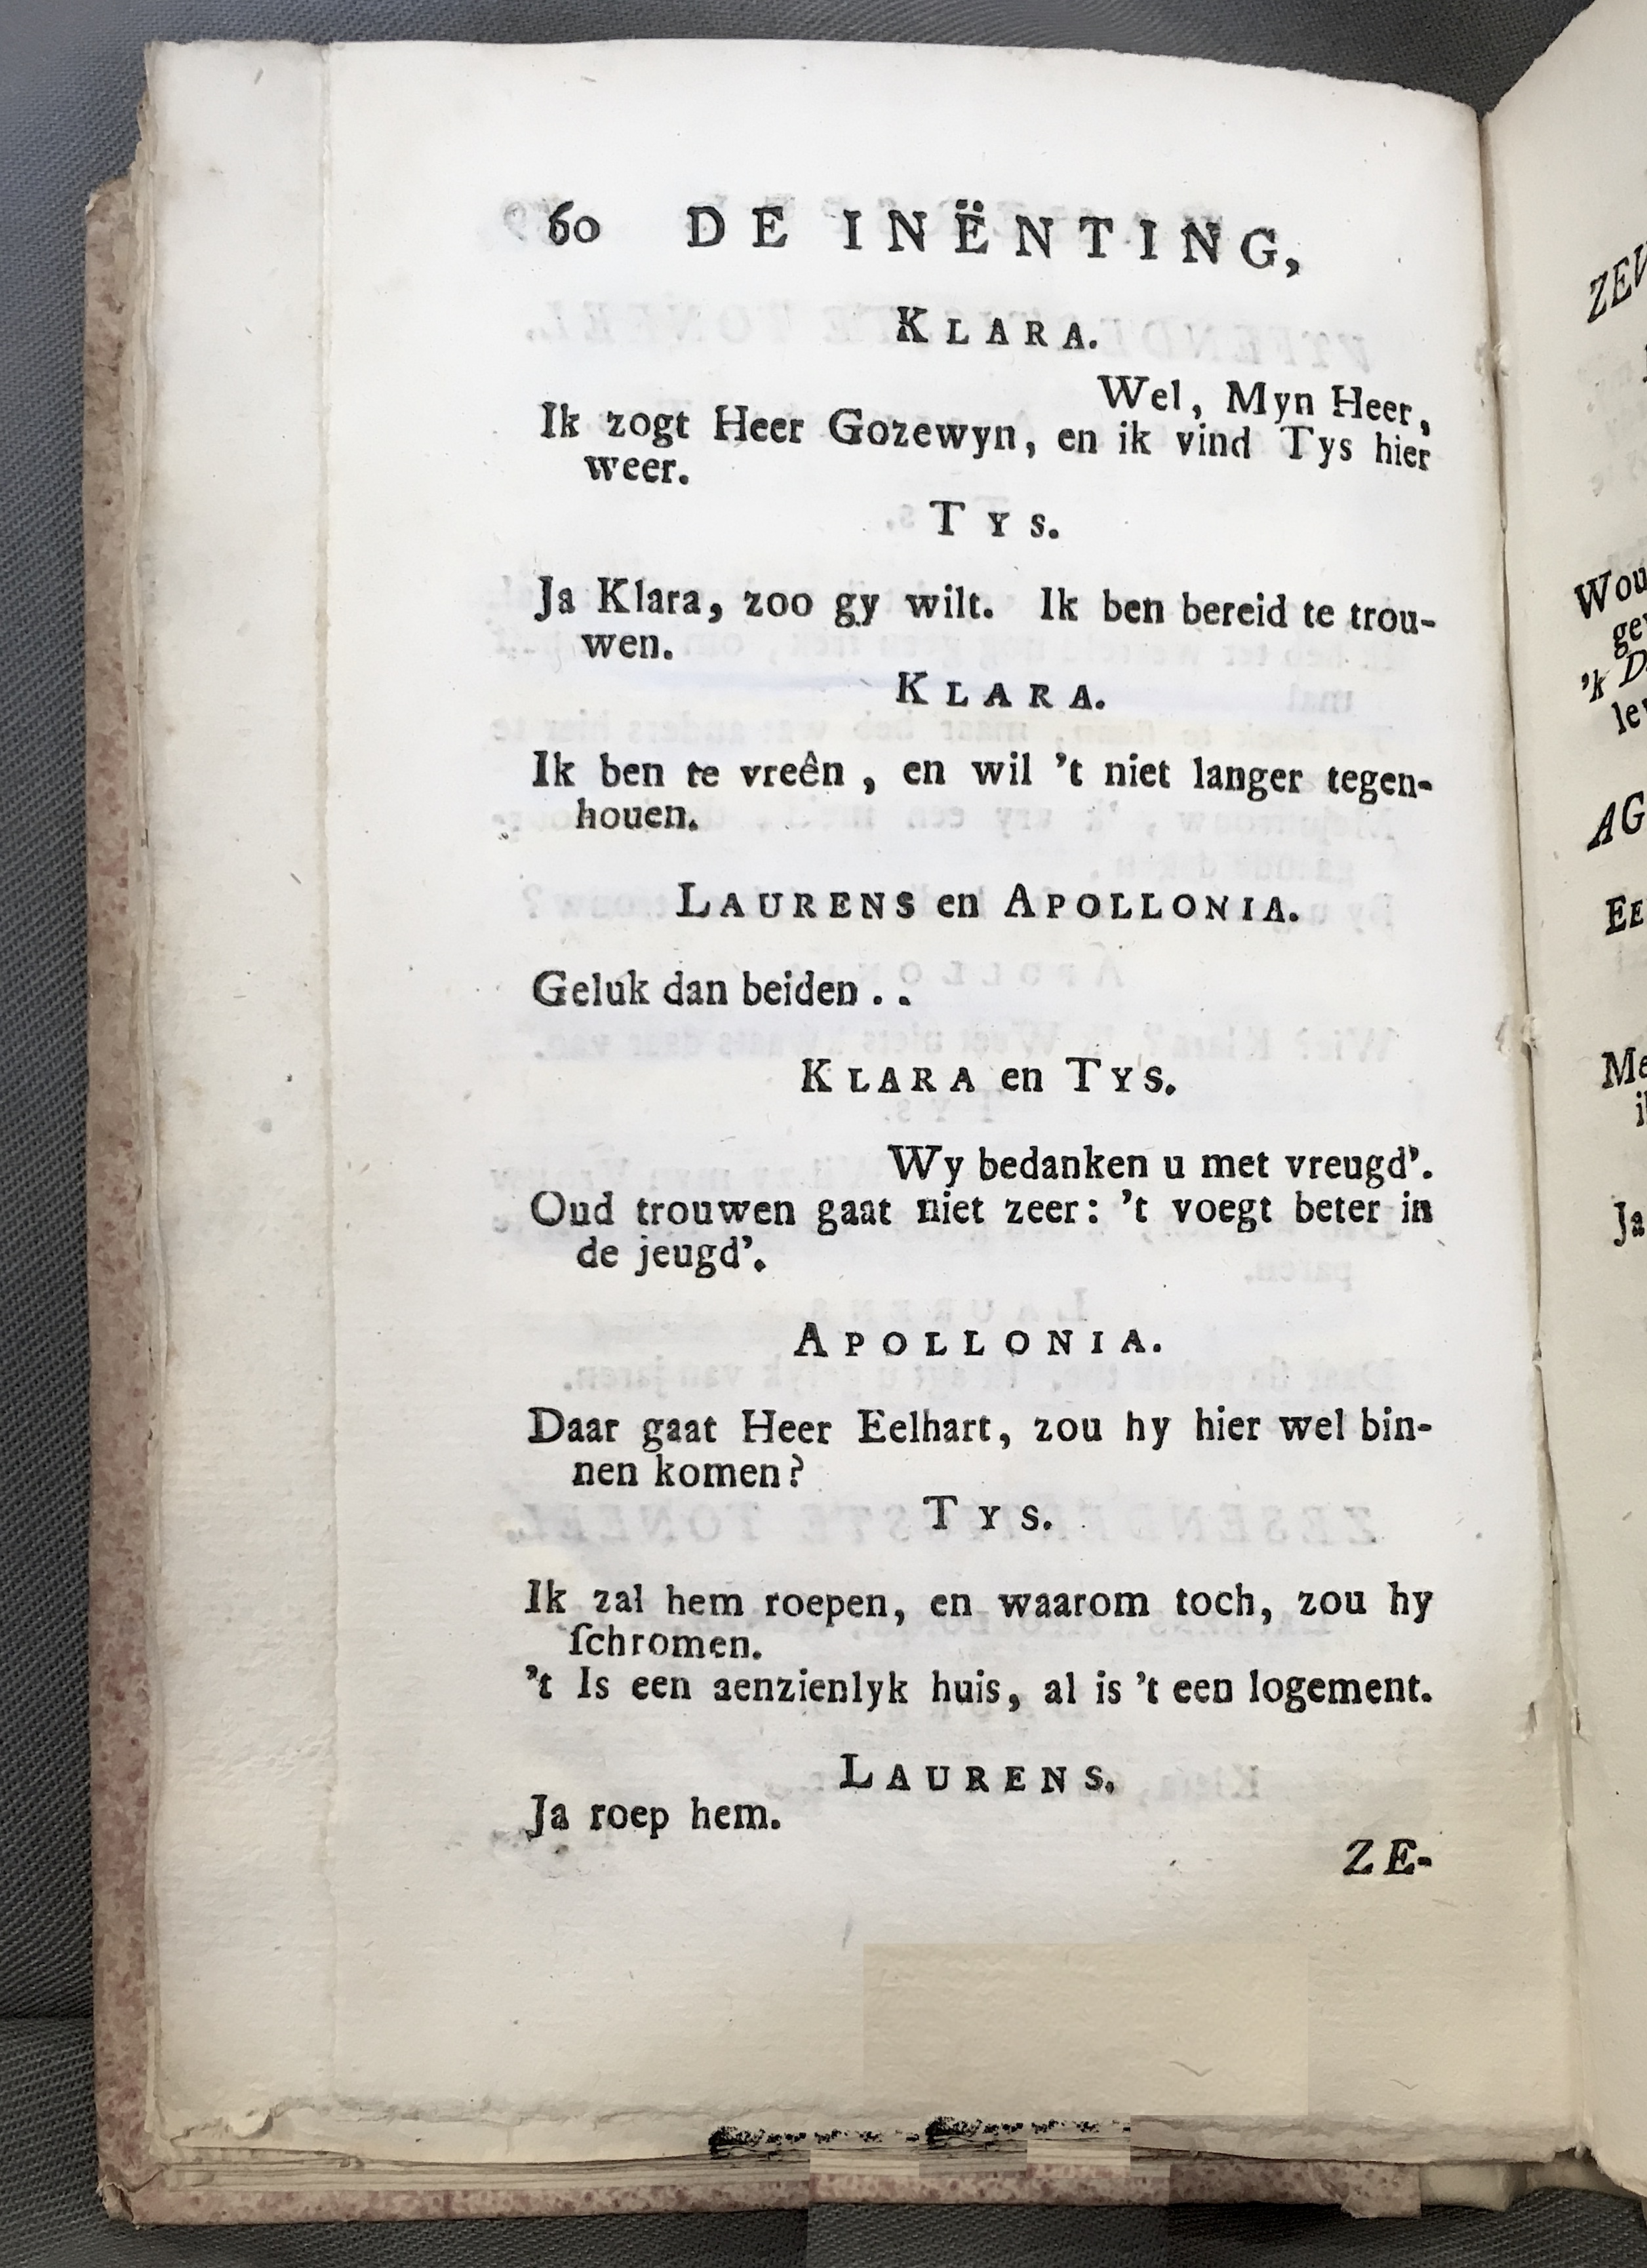 60 DE INËNTING,
KLARA.
Wel, Myn Heer,
Ik zogt Heer Gozewyn, en ik vind Tys hier
weer.
TYS.
Ja Klara, zoo gy wilt. Ik ben bereid te trou-
wen.
KLARA.
Ik ben te vreên, en wil 't niet langer tegen-
houen.
LAURENS en APOLLONIA.
Geluk dan beiden . .
KLARA en TYS.
Wy bedanken u met vreugd'.
Oud trouwen gaat niet zeer: 't voegt beter in
de jeugd'.
APOLLONIA.
Daar gaat Heer Eelhart, zou hy hier wel bin-
nen komen?
TYS.
Ik zal hem roepen, en waarom toch, zou hy
ſchromen.
't Is een aenzienlyk huis, al is 't een logement.
LAURENS.
Ja roep hem.
ZE-
'k
AG
Ja